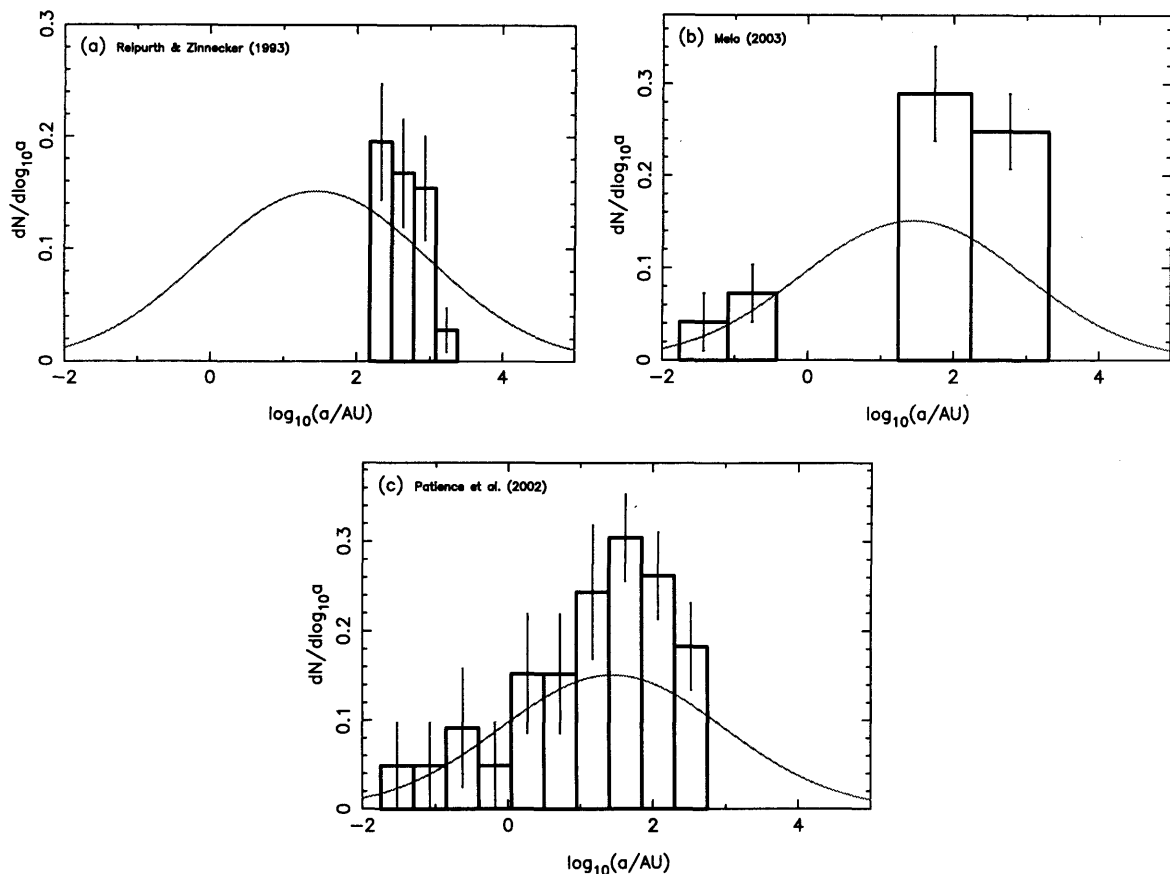 (a) Reipurth & Zinnecker (1993)
dN/dlog10a
0 0.1 0.2 0.3
−2 0 2 4
log10(a/AU)
(b) Melo (2003)
dN/dlog10a
0 0.1 0.2 0.3
−2 0 2 4
log10(a/AU)
(c) Patience et al. (2002)
dN/dlog10a
0 0.1 0.2 0.3
−2 0 2 4
log10(a/AU)